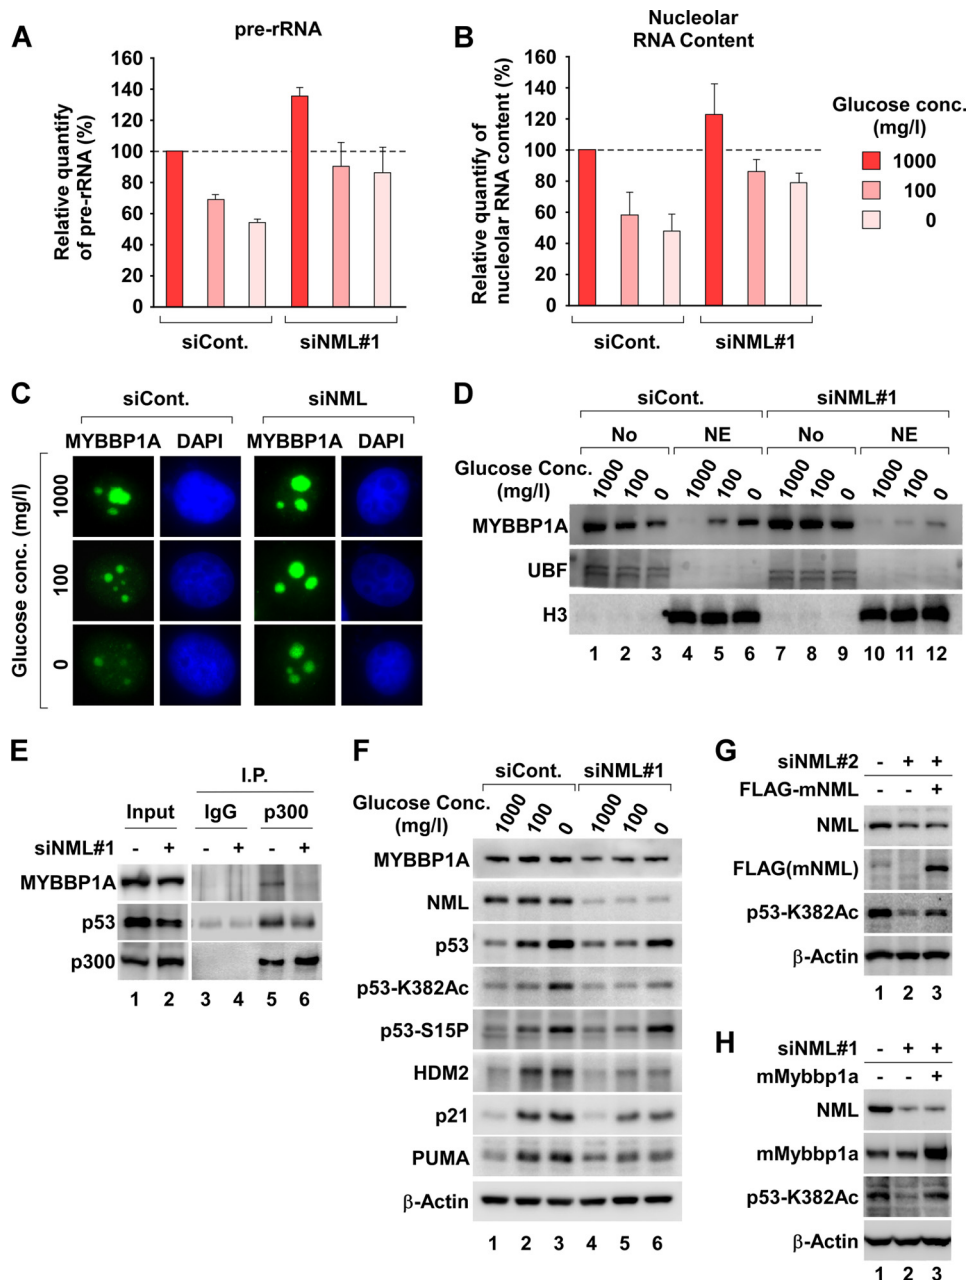 A
pre-rRNA
Relative quantify
of pre-rRNA (%)
160
140
120
100
80
60
40
20
0
siCont.
siNML#1
B
Nucleolar
RNA Content
Relative quantify of
nucleolar RNA content (%)
160
140
120
100
80
60
40
20
0
siCont.
siNML#1
Glucose conc.
(mg/l)
1000
100
0
C
siCont.
siNML
MYBBP1A DAPI MYBBP1A DAPI
Glucose conc. (mg/l)
1000
100
0
D
siCont.
siNML#1
No NE No NE
Glucose Conc.
(mg/l)
1000 100 0 1000 100 0 1000 100 0 1000 100 0
MYBBP1A
UBF
H3
1 2 3 4 5 6 7 8 9 10 11 12
E
I.P.
Input IgG p300
siNML#1 - + - + - +
MYBBP1A
p53
p300
1 2 3 4 5 6
F
siCont. siNML#1
Glucose Conc.
(mg/l)
1000 100 0 1000 100 0
MYBBP1A
NML
p53
p53-K382Ac
p53-S15P
HDM2
p21
PUMA
β-Actin
1 2 3 4 5 6
G
siNML#2 - + +
FLAG-mNML - - +
NML
FLAG(mNML)
p53-K382Ac
β-Actin
1 2 3
H
siNML#1 - + +
mMybbp1a - - +
NML
mMybbp1a
p53-K382Ac
β-Actin
1 2 3